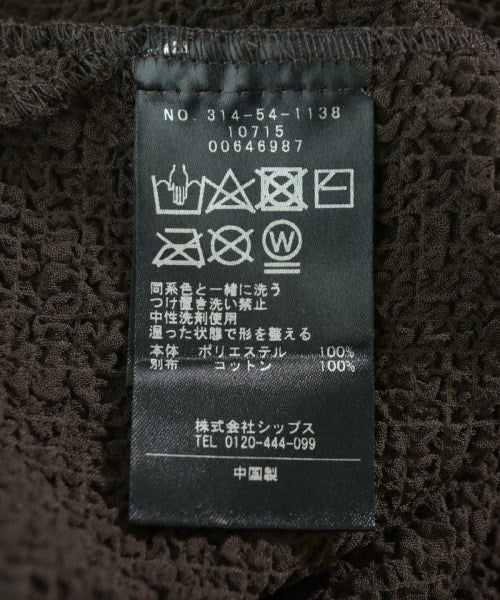 NO. 314-54-1138
10715
00646987
W
同系色と一緒に洗う
つけ置き洗い禁止
中性洗剤使用
湿った状態で形を整える
本体 ポリエステル 100%
別布 コットン 100%
株式会社シップス
TEL 0120-444-099
中国製